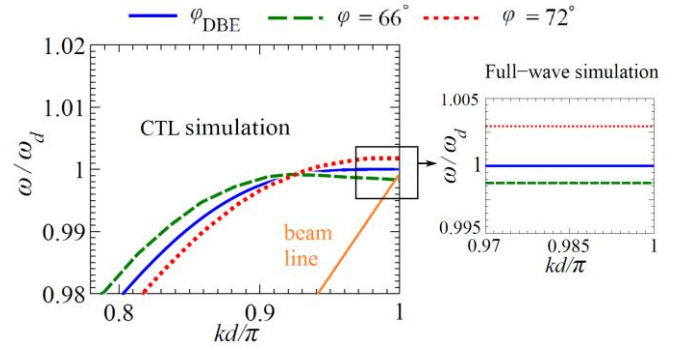 φ_DBE φ = 66° φ = 72°
1.02
1.01
1
0.99
0.98
ω/ω_d
CTL simulation
beam
line
0.8 0.9 1
kd/π
Full−wave simulation
1.005
1
0.995
ω/ω_d
0.97 0.985 1
kd/π